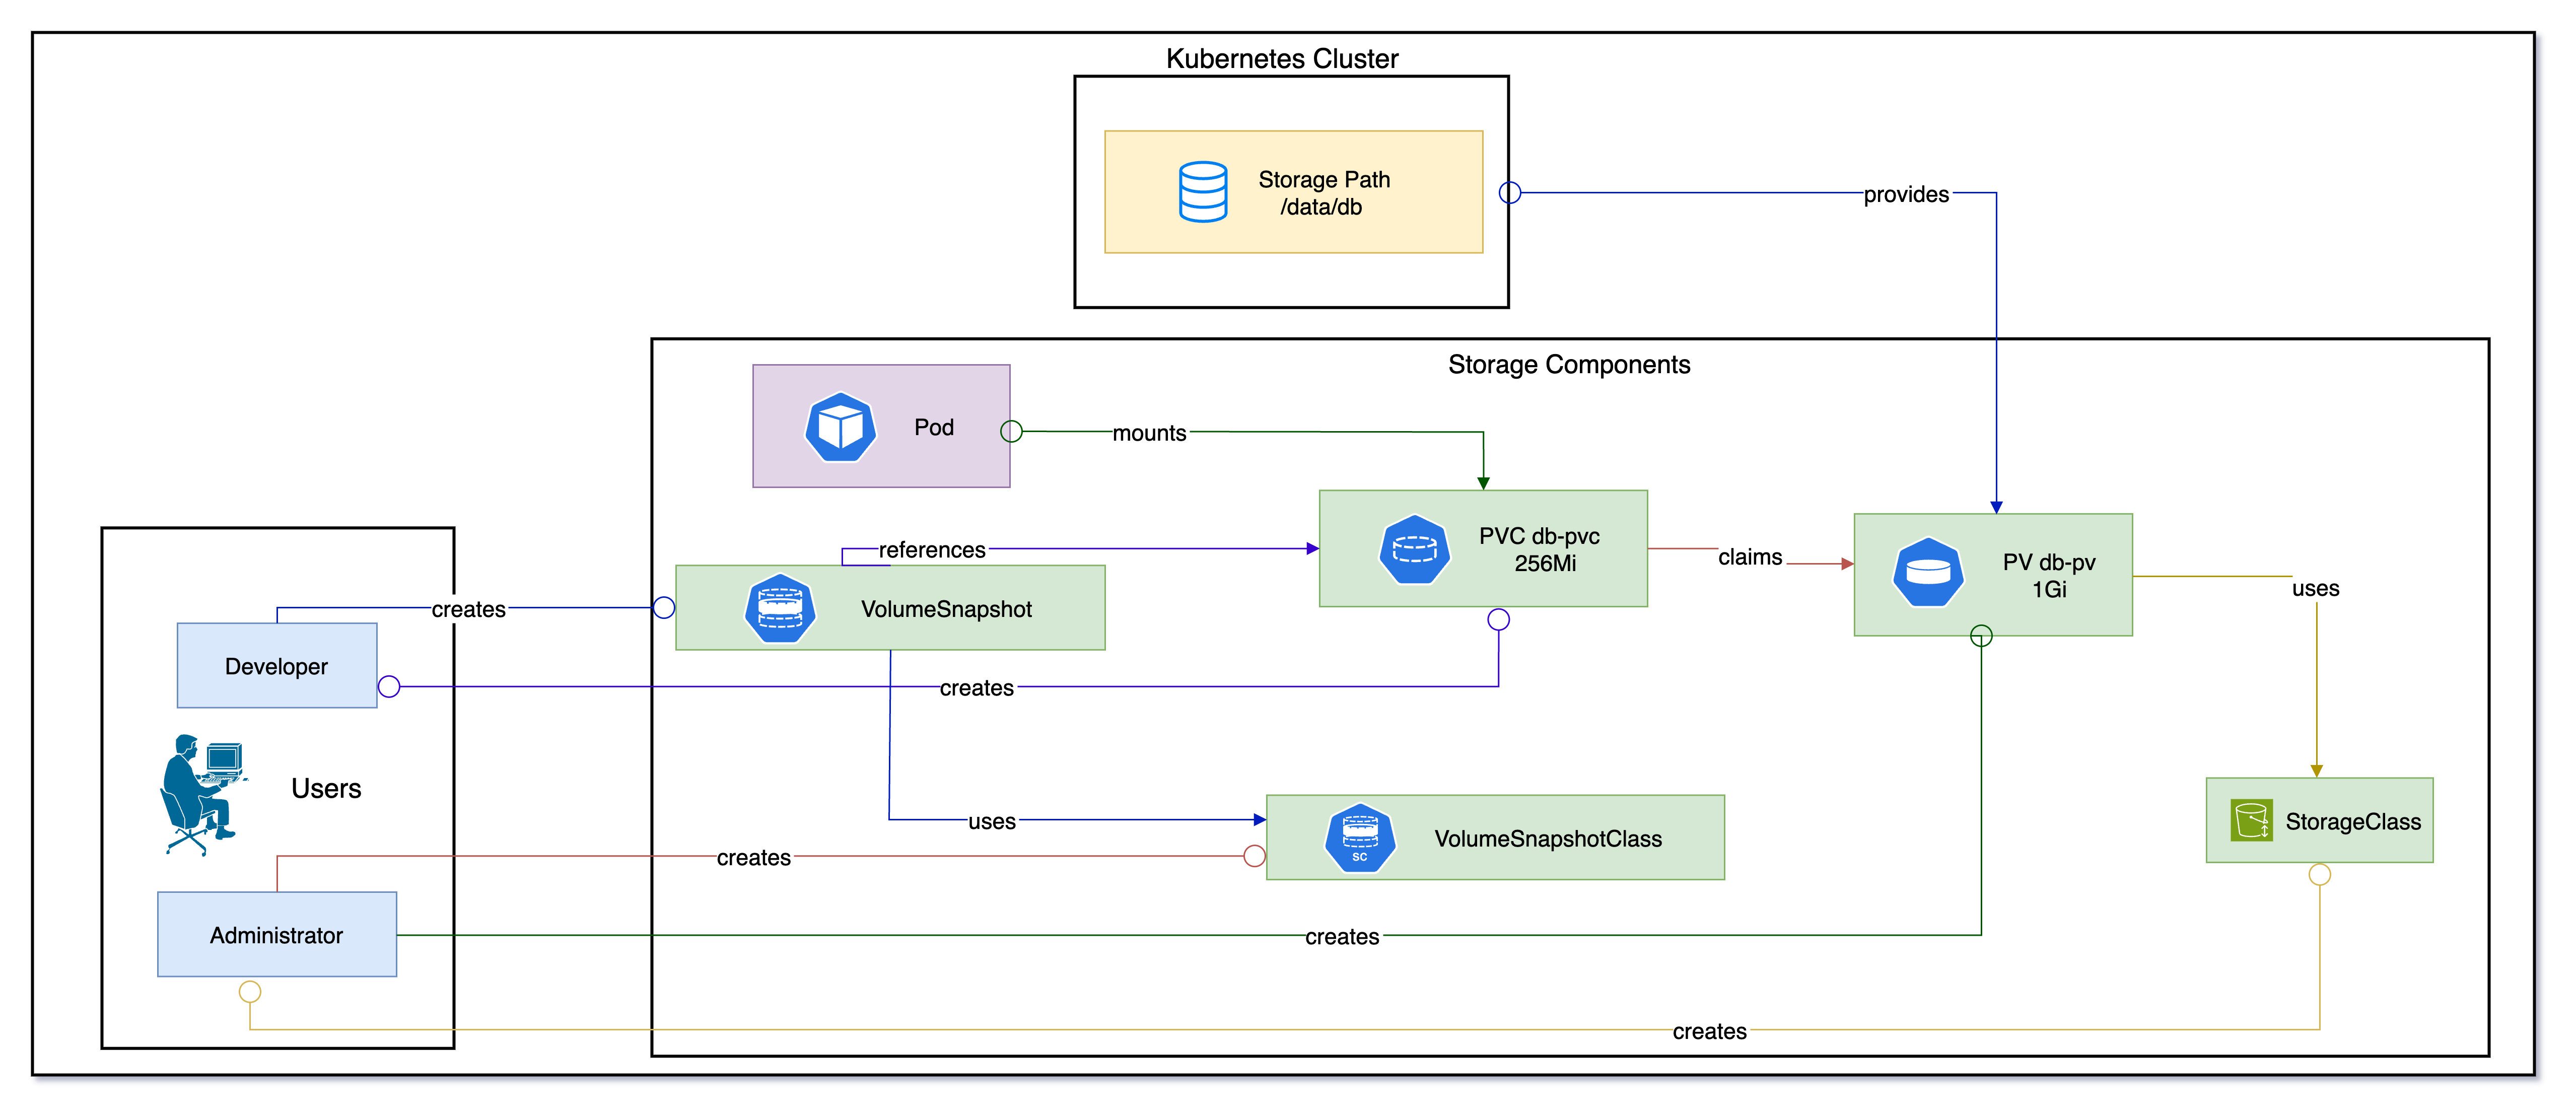 Kubernetes Cluster
Storage Path
/data/db
provides
Storage Components
Pod
mounts
references
PVC db-pvc
256Mi
claims
PV db-pv
1Gi
uses
creates
VolumeSnapshot
Developer
creates
Users
uses
VolumeSnapshotClass
SC
StorageClass
creates
Administrator
creates
creates